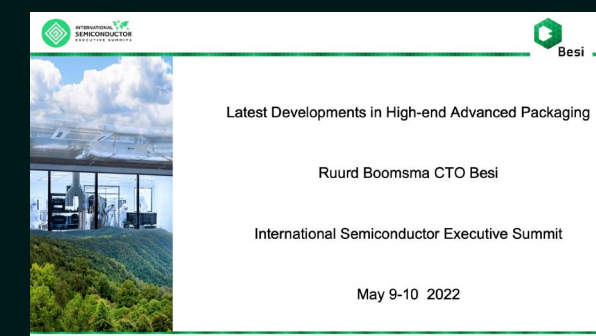 INTERNATIONAL
SEMICONDUCTOR
EXECUTIVE SUMMITS
Besi
Latest Developments in High-end Advanced Packaging
Ruurd Boomsma CTO Besi
International Semiconductor Executive Summit
May 9-10 2022